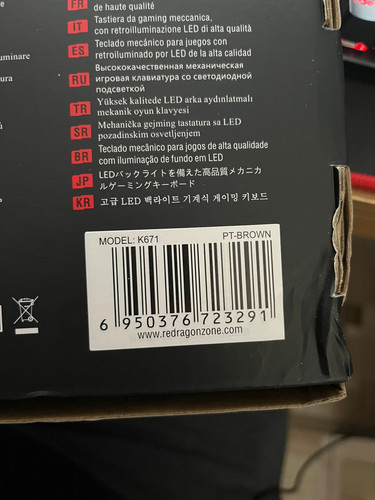 FR de haute qualité
IT Tastiera da gaming meccanica,
con retroilluminazione LED di alta qualità
ES Teclado mecánico para juegos con
retroiluminado por LED de la alta calidad
RU Высококачественная механическая
игровая клавиатура со светодиодной
подсветкой
TR Yüksek kalitede LED arka aydınlatmalı
mekanik oyun klavyesi
SR Mehanička gejming tastatura sa LED
pozadinskim osvetljenjem
BR Teclado mecânico para jogos de alta qualidade
com iluminação de fundo em LED
JP LEDバックライトを備えた高品質メカニカ
ルゲーミングキーボード
KR 고급 LED 백라이트 기계식 게이밍 키보드
MODEL: K671 PT-BROWN
6 950376 723291
www.redragonzone.com